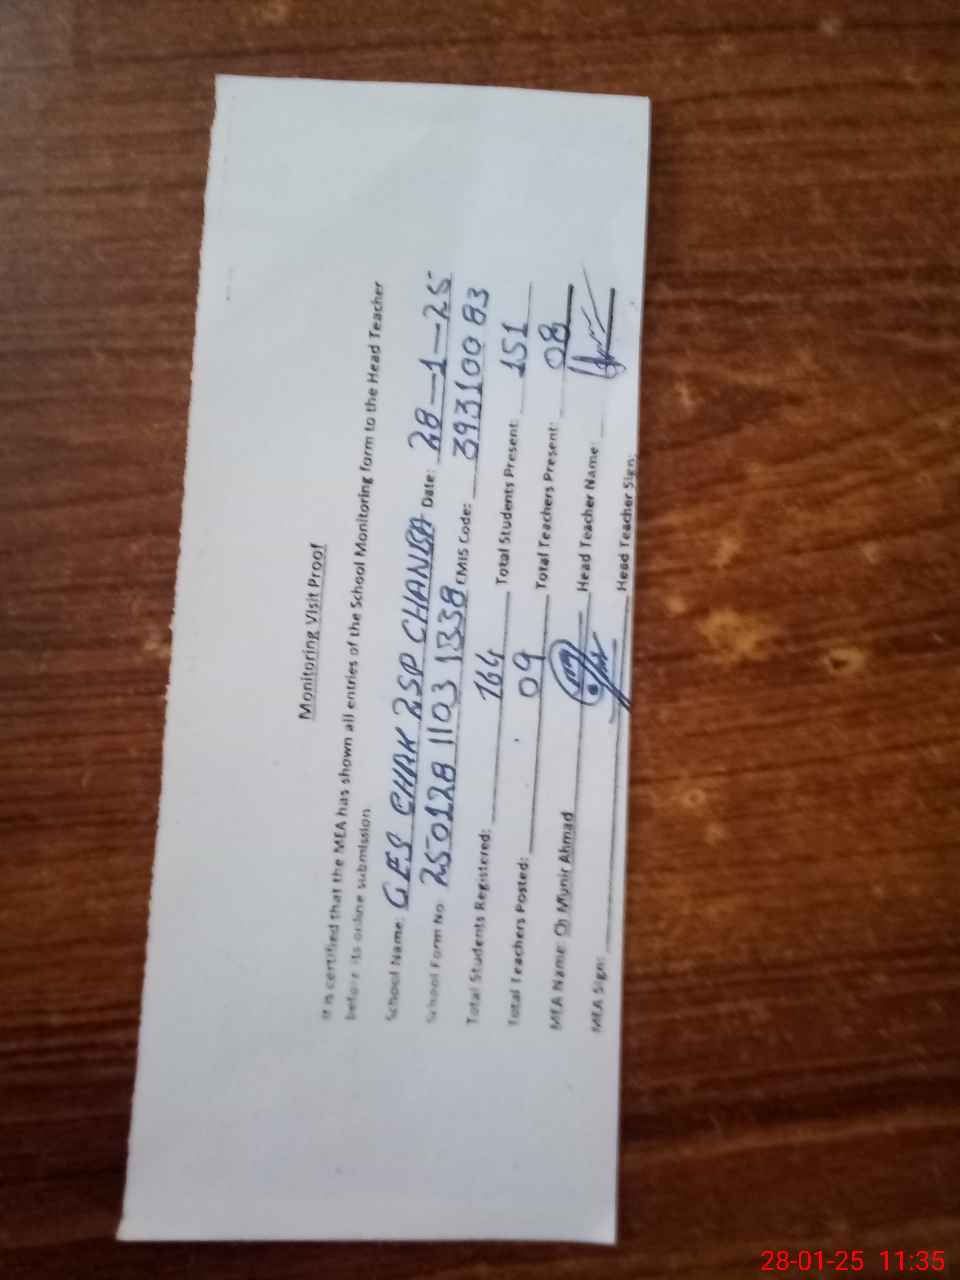 Monitoring Visit Proof
It is certified that the MEA has shown all entries of the School Monitoring form to the Head Teacher
before its online submission
School Name: GES CHAK 25P CHANBA Date: 28-1-25
School Form No. 250128 1103 1338 EMIS Code: 39310083
Total Students Registered: 164 Total Students Present: 151
Total Teachers Posted: 09 Total Teachers Present: 08
MEA Name: Ch Munir Ahmad Head Teacher Name:
MEA Sign: Head Teacher Sign:
28-01-25 11:35